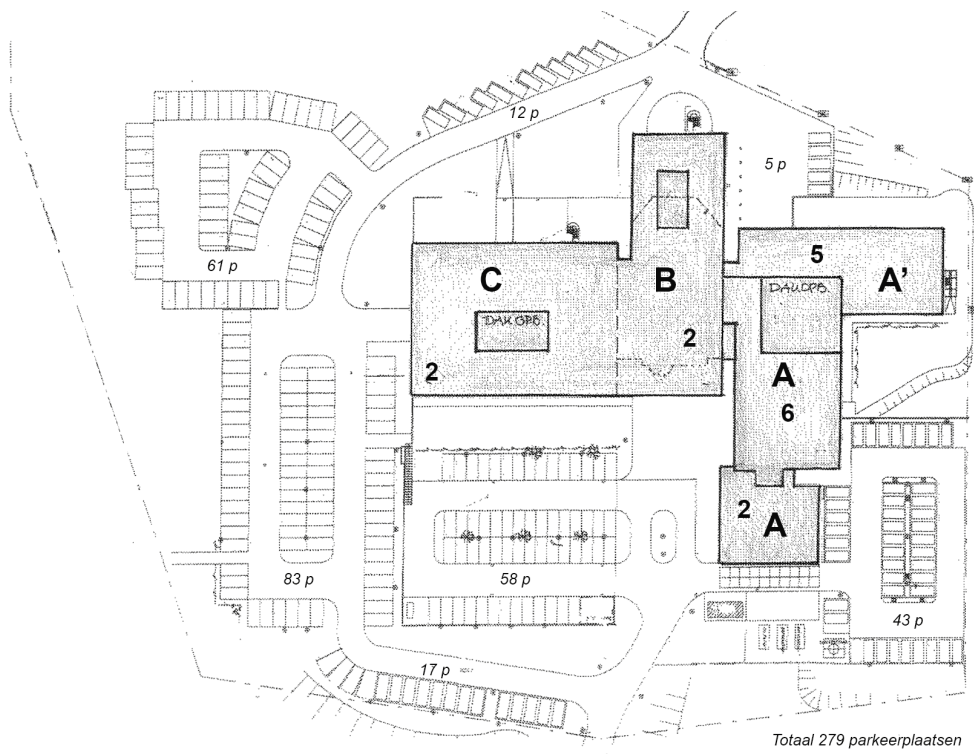 12 p
5 p
61 p
C
B
5
A’
DAK OPB.
DAK OPB.
2
2
A
6
2
A
83 p
58 p
43 p
17 p
Totaal 279 parkeerplaatsen